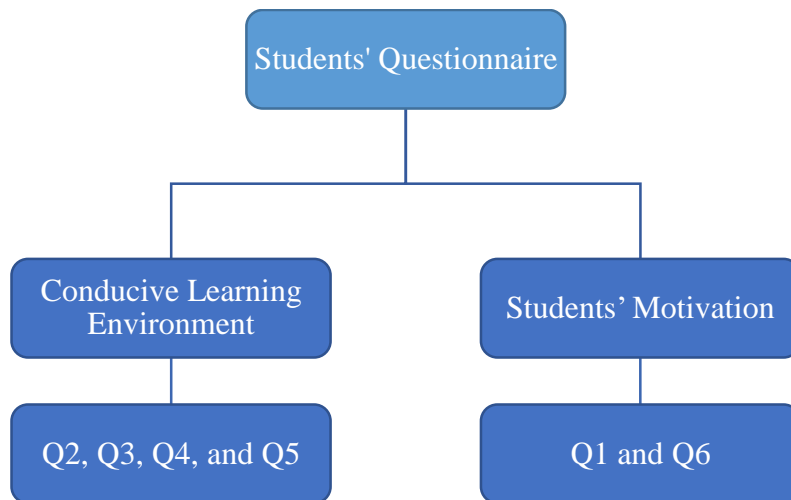 Students' Questionnaire
Conducive Learning
Environment
Students’ Motivation
Q2, Q3, Q4, and Q5
Q1 and Q6